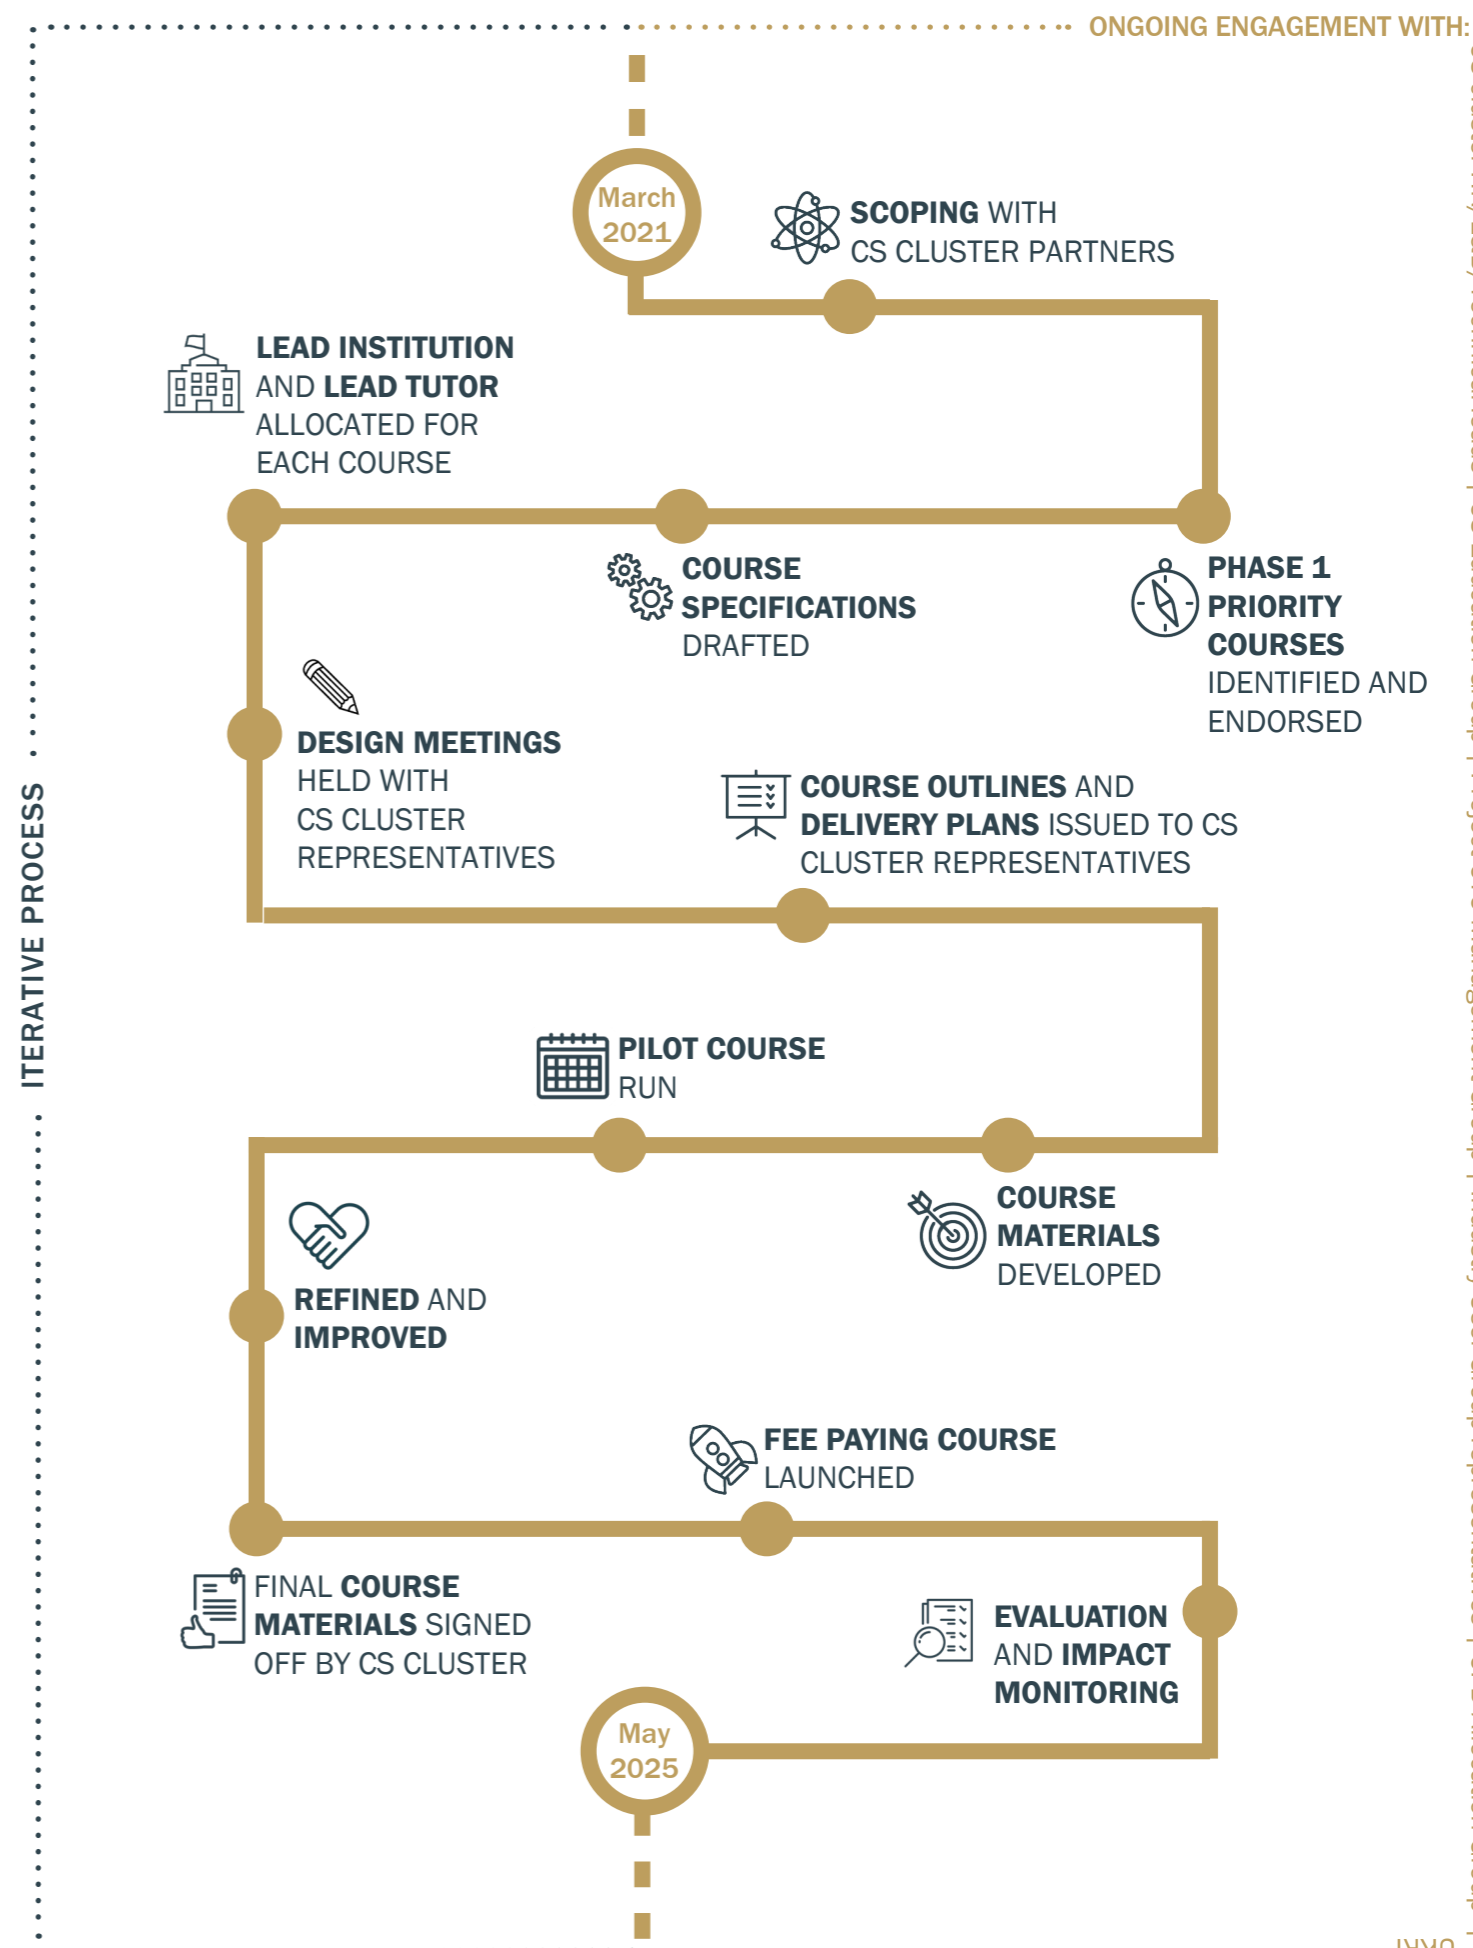 ONGOING ENGAGEMENT WITH:
March
2021
SCOPING WITH
CS CLUSTER PARTNERS
LEAD INSTITUTION
AND LEAD TUTOR
ALLOCATED FOR
EACH COURSE
COURSE
SPECIFICATIONS
DRAFTED
PHASE 1
PRIORITY
COURSES
IDENTIFIED AND
ENDORSED
DESIGN MEETINGS
HELD WITH
CS CLUSTER
REPRESENTATIVES
COURSE OUTLINES AND
DELIVERY PLANS ISSUED TO CS
CLUSTER REPRESENTATIVES
ITERATIVE PROCESS
PILOT COURSE
RUN
COURSE
MATERIALS
DEVELOPED
REFINED AND
IMPROVED
FEE PAYING COURSE
LAUNCHED
FINAL COURSE
MATERIALS SIGNED
OFF BY CS CLUSTER
EVALUATION
AND IMPACT
MONITORING
May
2025